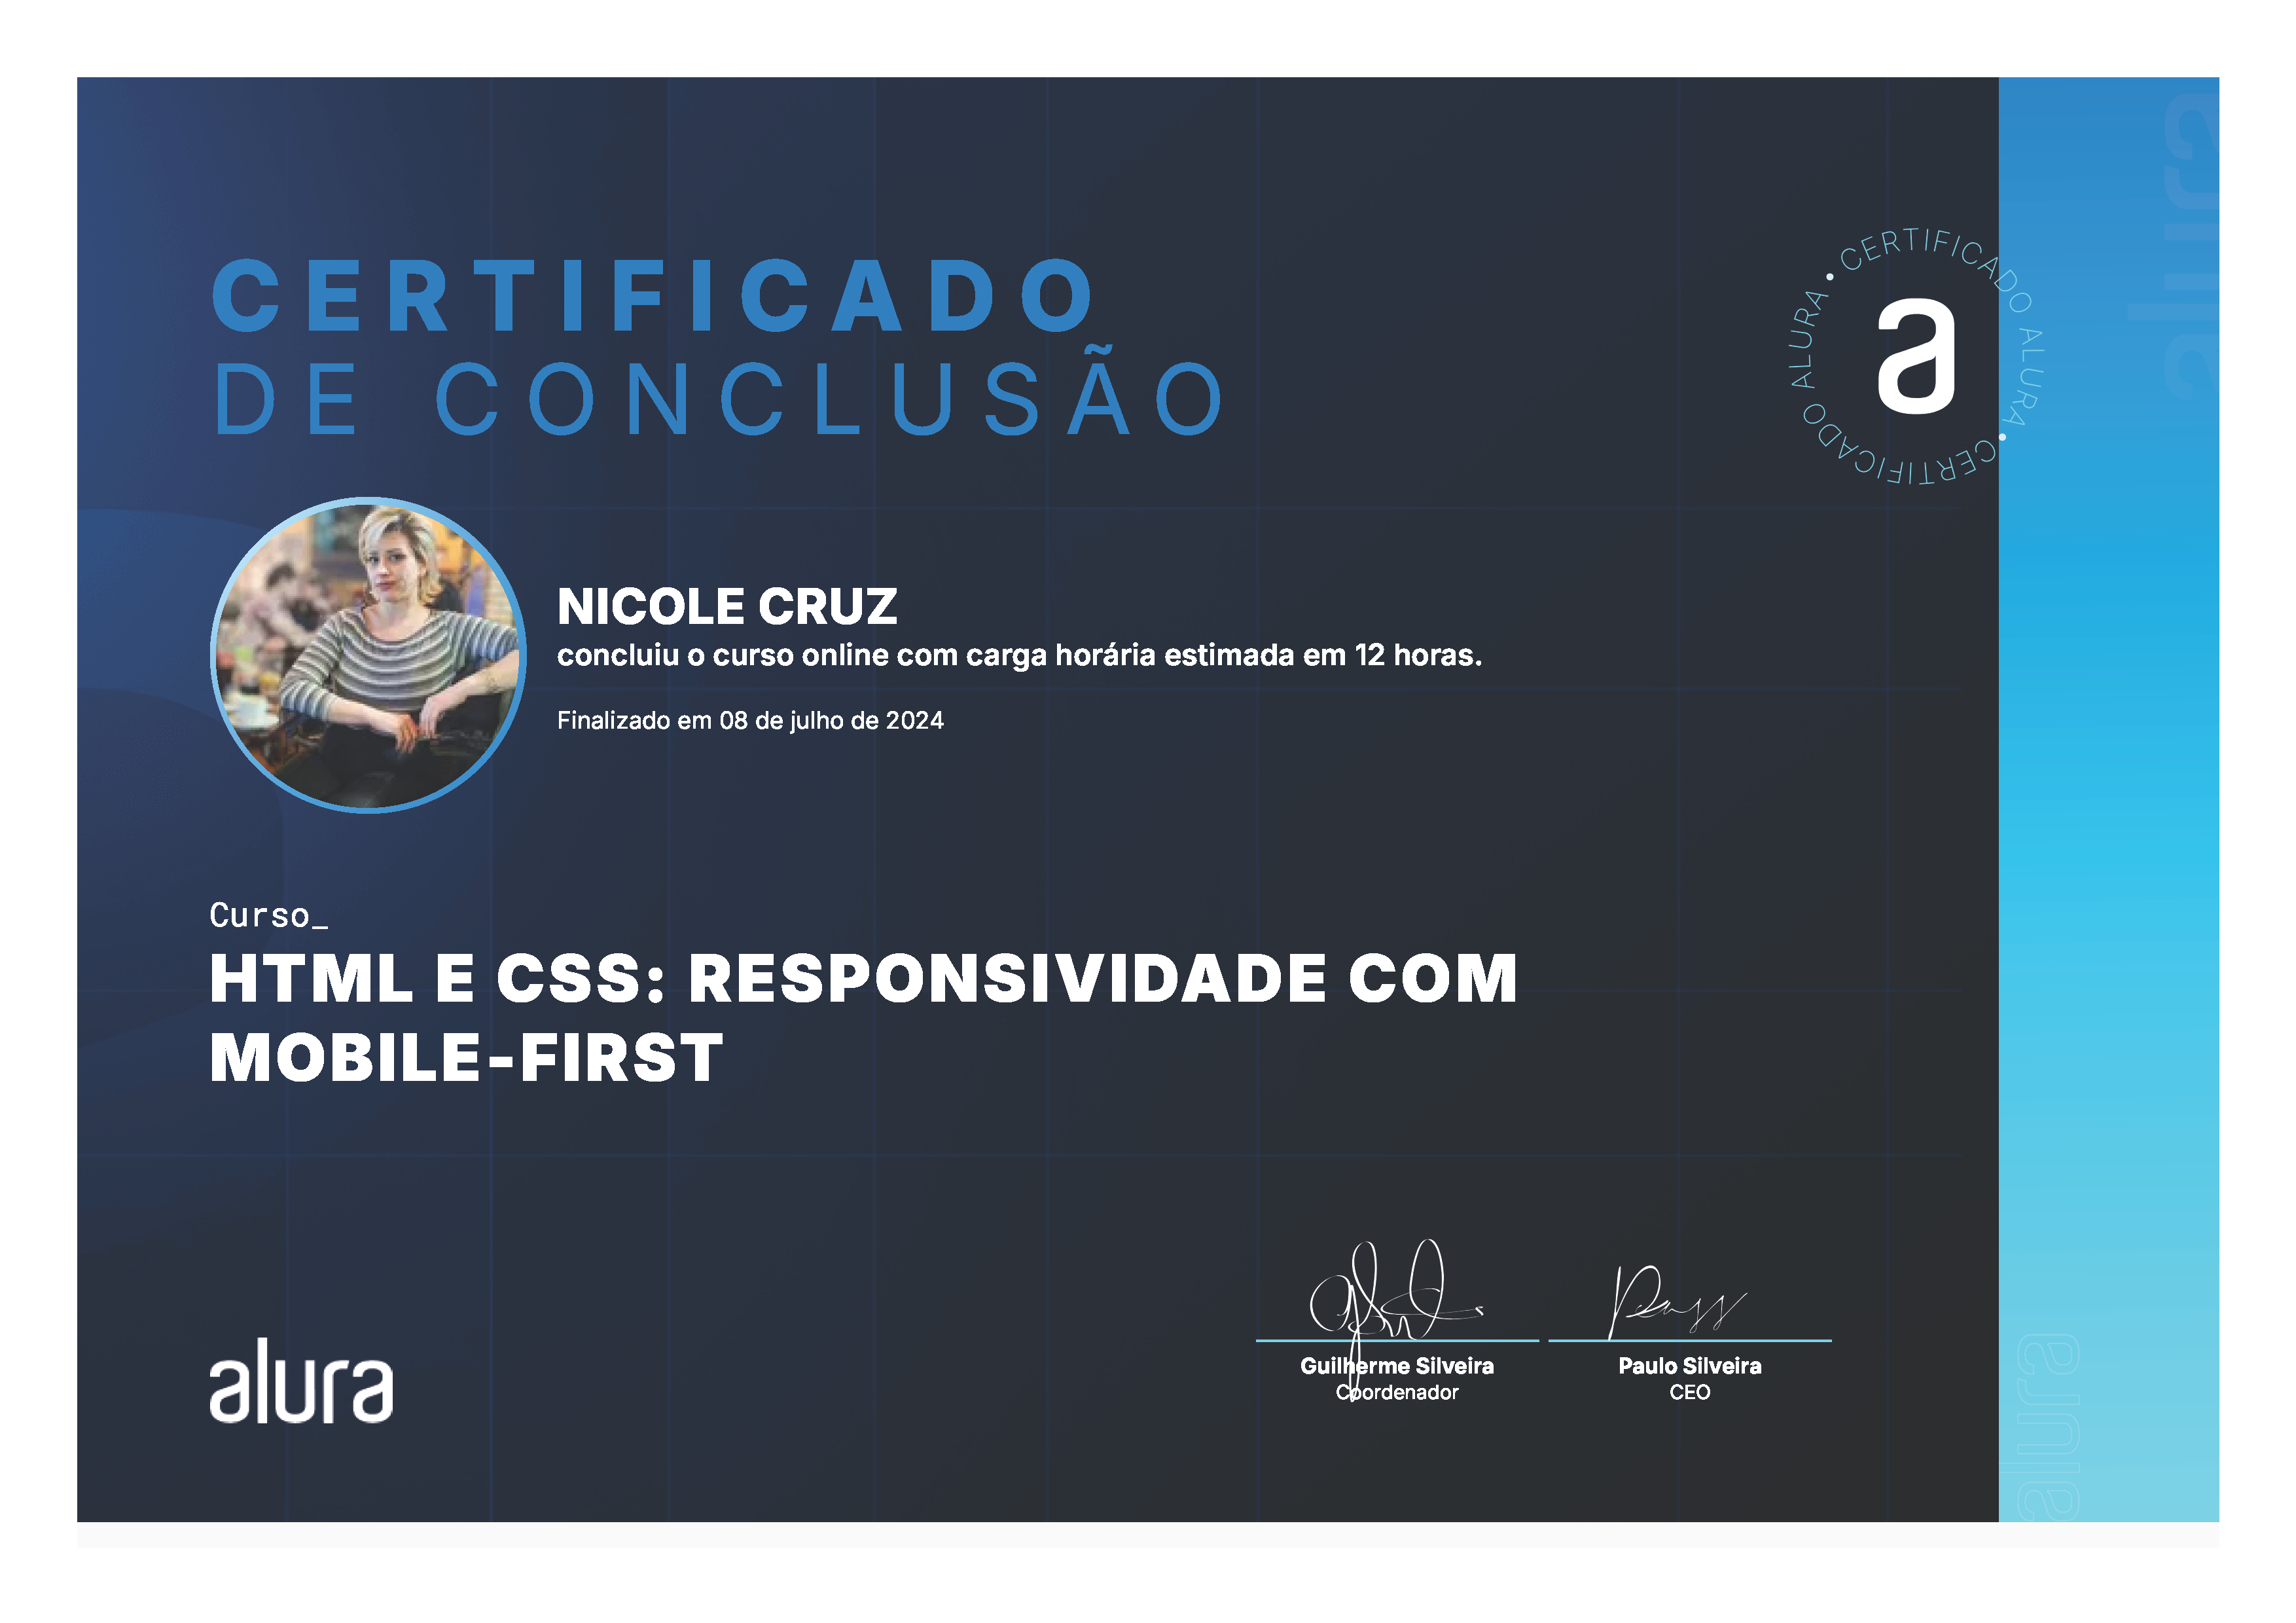 CERTIFICADO
DE CONCLUSÃO
• CERTIFICADO ALURA • CERTIFICADO ALURA
a
NICOLE CRUZ
concluiu o curso online com carga horária estimada em 12 horas.
Finalizado em 08 de julho de 2024
Curso_
HTML E CSS: RESPONSIVIDADE COM
MOBILE-FIRST
Guilherme Silveira
Coordenador
Paulo Silveira
CEO
alura
alura
alura